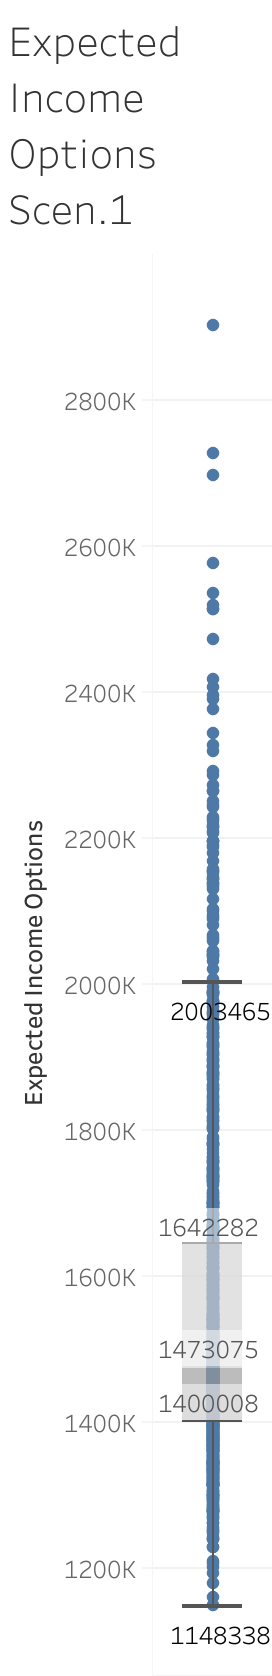 Expected
Income
Options
Scen.1
2800K
2600K
2400K
2200K
Expected Income Options
2000K
2003465
1800K
1642282
1600K
1473075
1400008
1400K
1200K
1148338